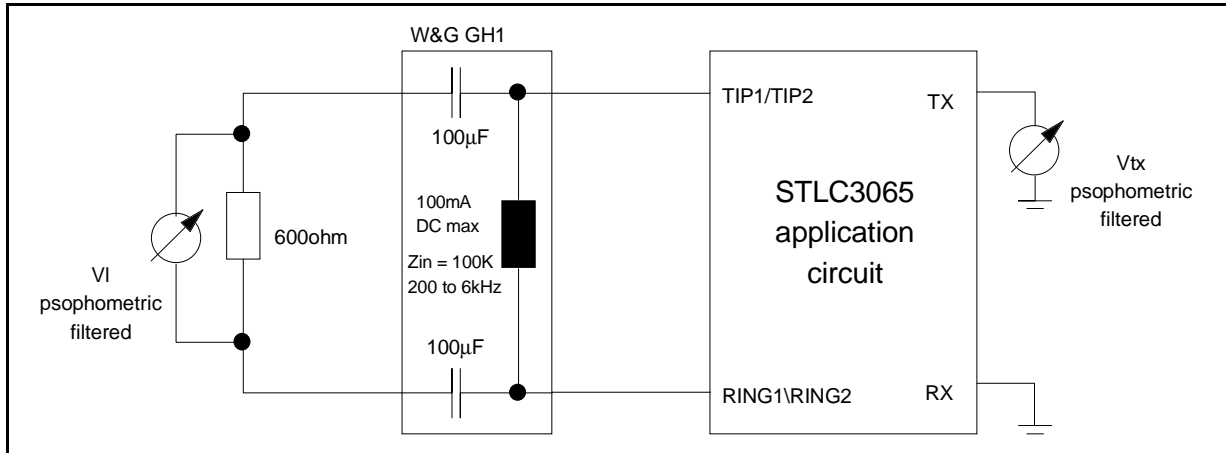 W&G GH1
100μF
TIP1/TIP2
TX
100mA
DC max
Zin = 100K
200 to 6kHz
600ohm
Vl
psophometric
filtered
STLC3065
application
circuit
Vtx
psophometric
filtered
100μF
RING1\RING2
RX